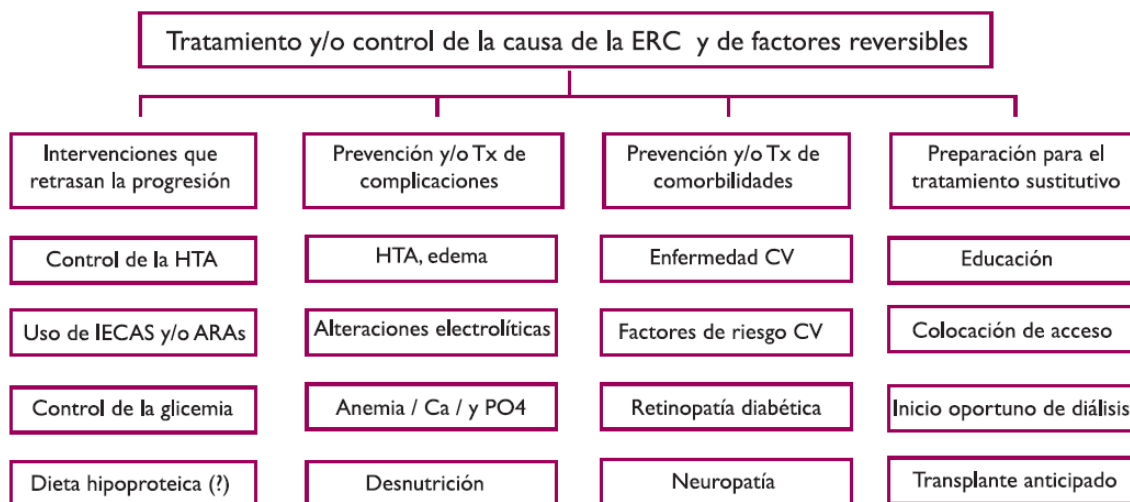 Tratamiento y/o control de la causa de la ERC y de factores reversibles
Intervenciones que
retrasan la progresión
Control de la HTA
Uso de IECAS y/o ARAs
Control de la glicemia
Dieta hipoproteica (?)
Prevención y/o Tx de
complicaciones
HTA, edema
Alteraciones electrolíticas
Anemia / Ca / y PO4
Desnutrición
Prevención y/o Tx de
comorbilidades
Enfermedad CV
Factores de riesgo CV
Retinopatía diabética
Neuropatía
Preparación para el
tratamiento sustitutivo
Educación
Colocación de acceso
Inicio oportuno de diálisis
Transplante anticipado